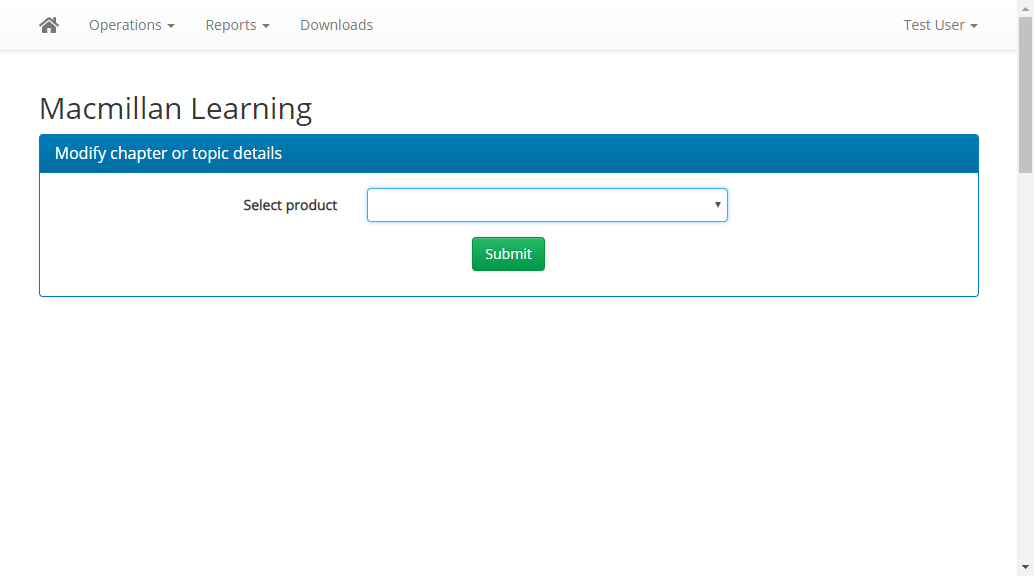 Operations Reports Downloads Test User
Macmillan Learning
Modify chapter or topic details
Select product
Submit